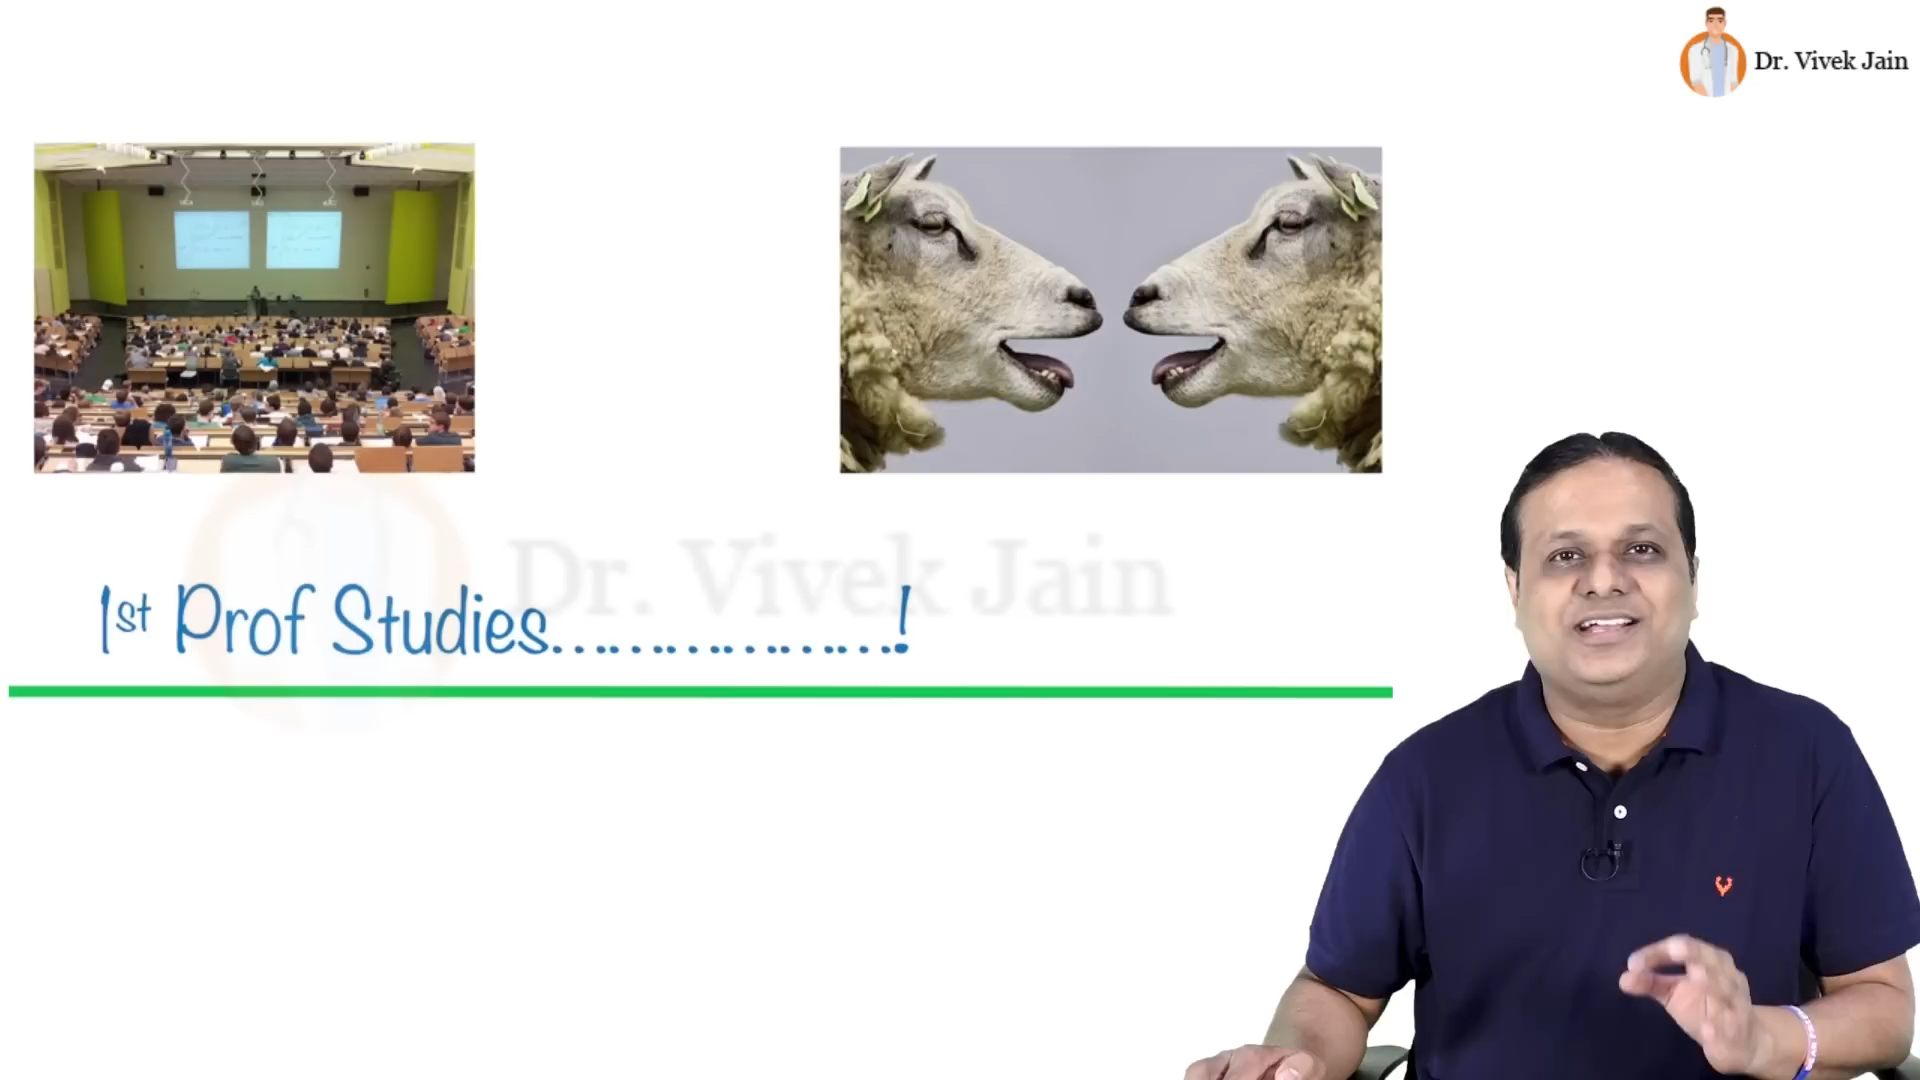 Dr. Vivek Jain
Dr. Vivek Jain
1st Prof Studies..................!